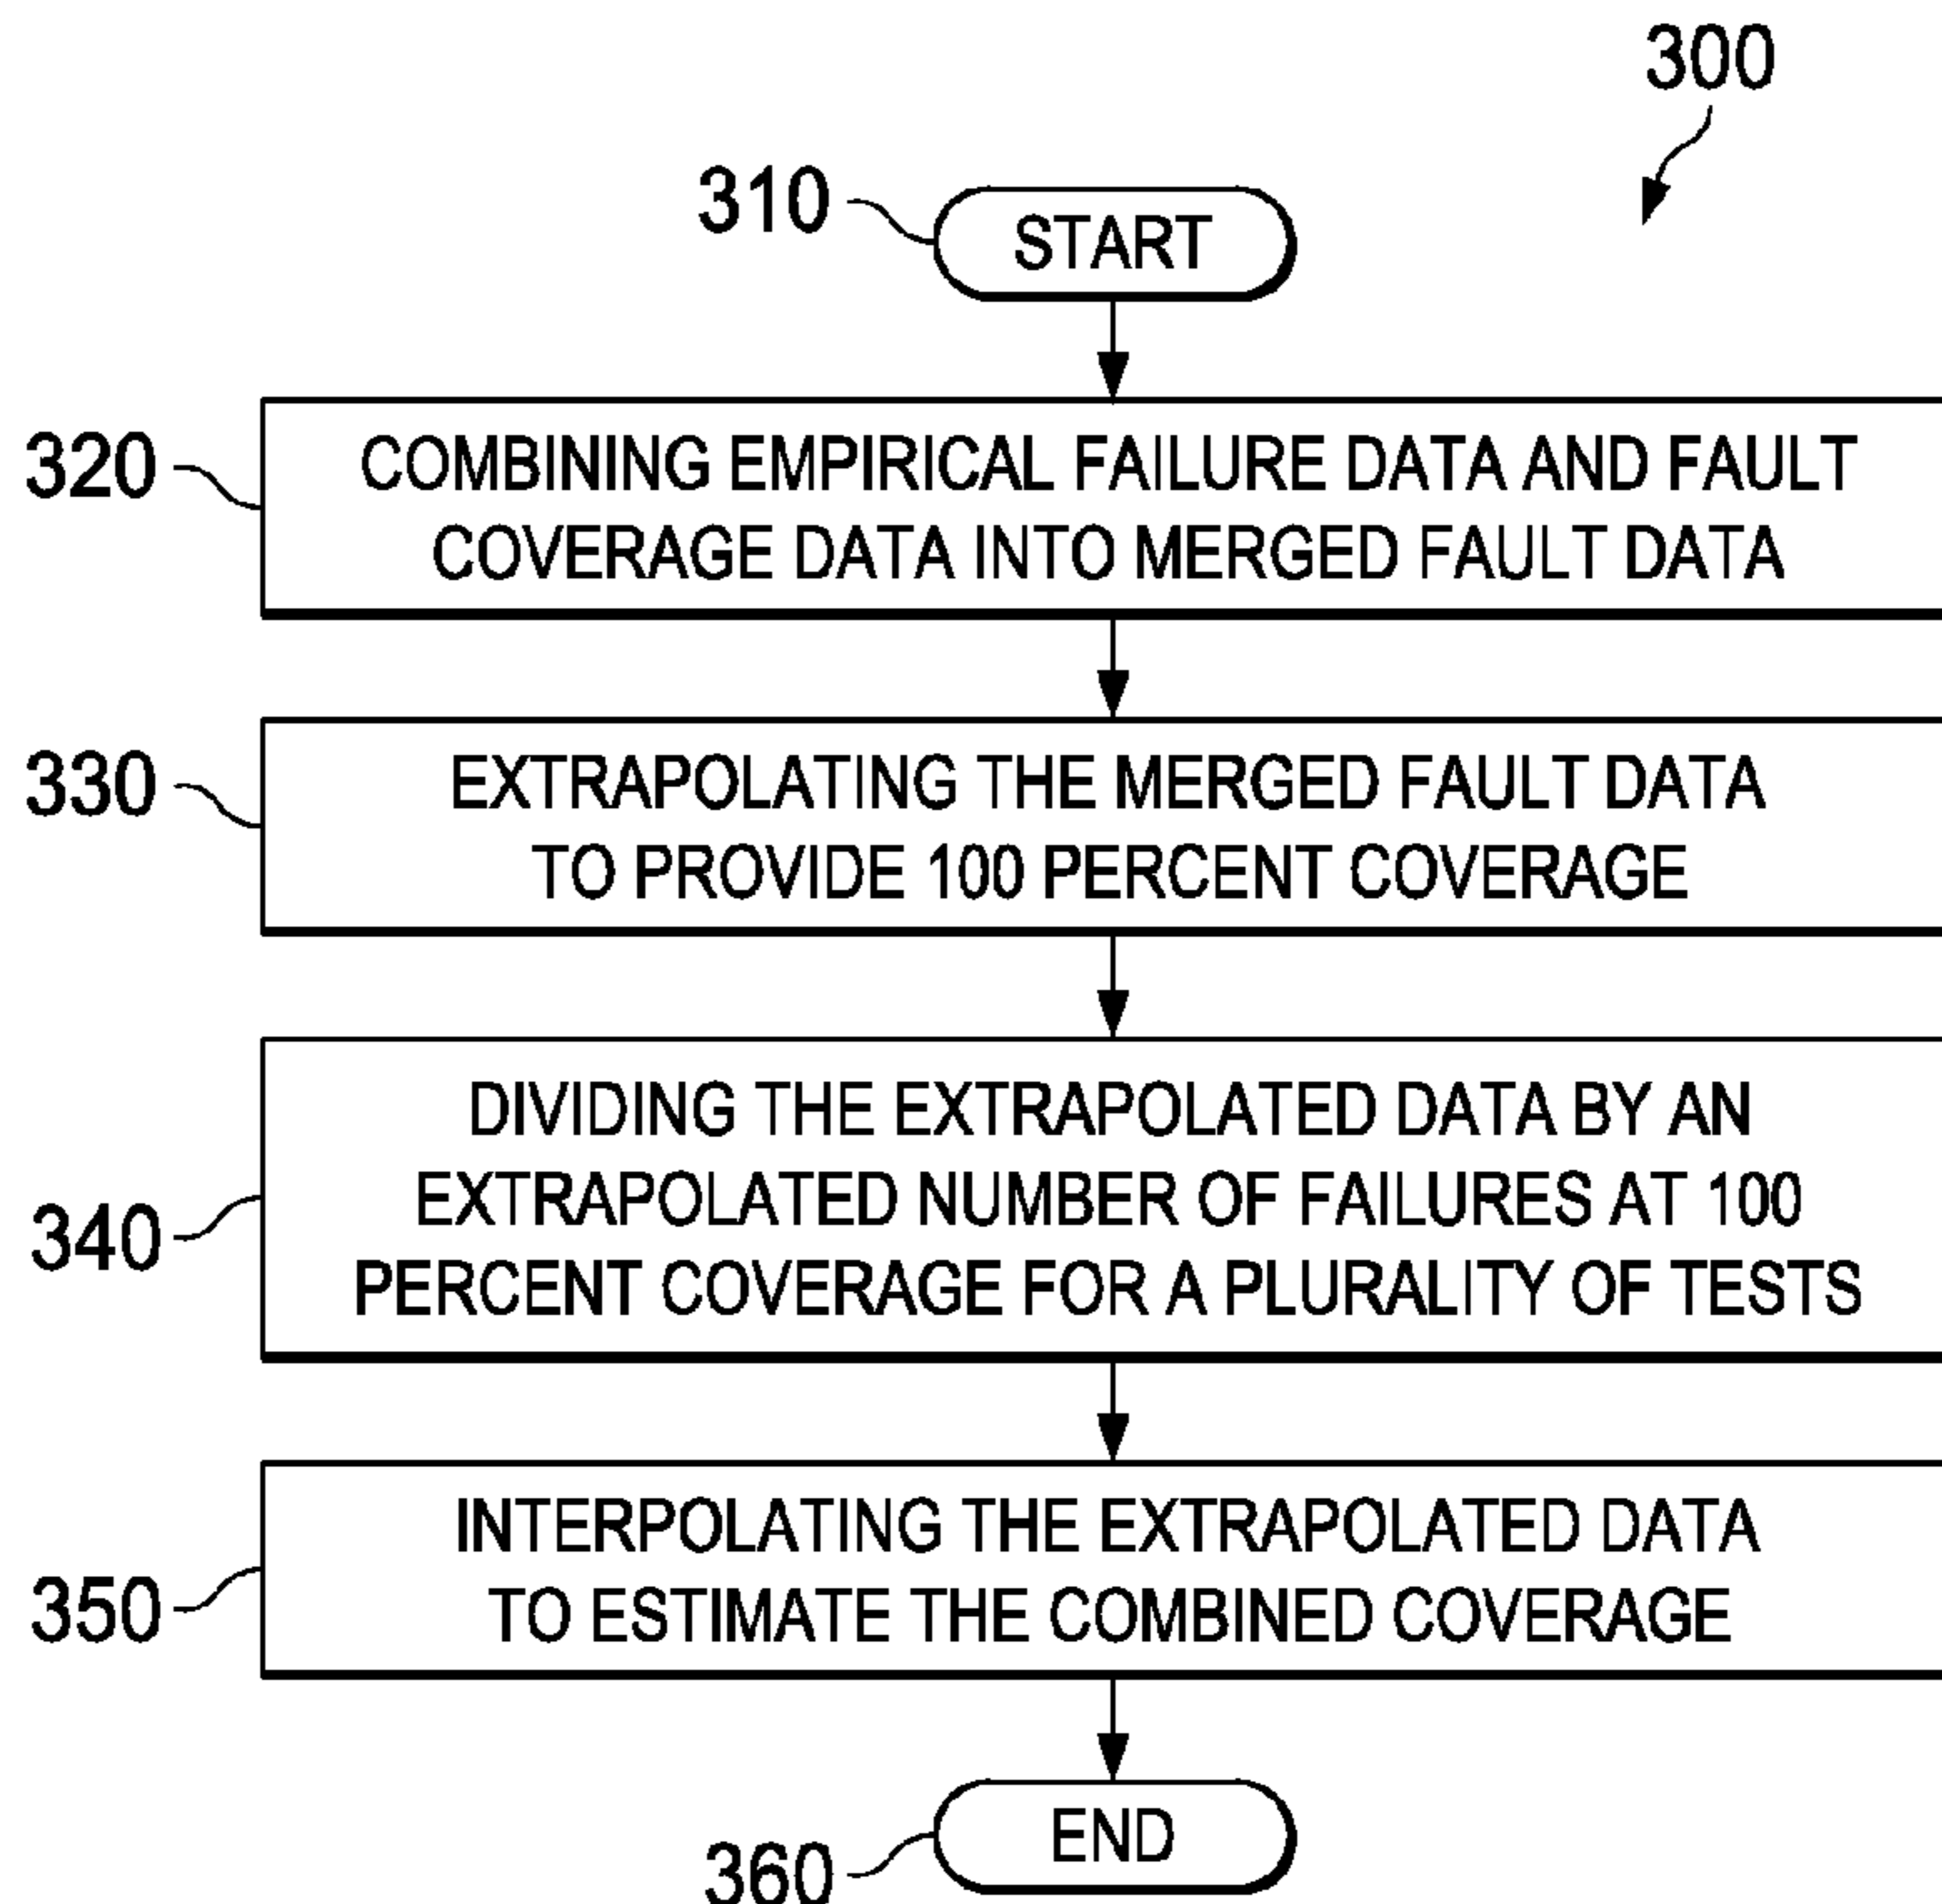 300
310
START
320
COMBINING EMPIRICAL FAILURE DATA AND FAULT
COVERAGE DATA INTO MERGED FAULT DATA
330
EXTRAPOLATING THE MERGED FAULT DATA
TO PROVIDE 100 PERCENT COVERAGE
340
DIVIDING THE EXTRAPOLATED DATA BY AN
EXTRAPOLATED NUMBER OF FAILURES AT 100
PERCENT COVERAGE FOR A PLURALITY OF TESTS
350
INTERPOLATING THE EXTRAPOLATED DATA
TO ESTIMATE THE COMBINED COVERAGE
360
END